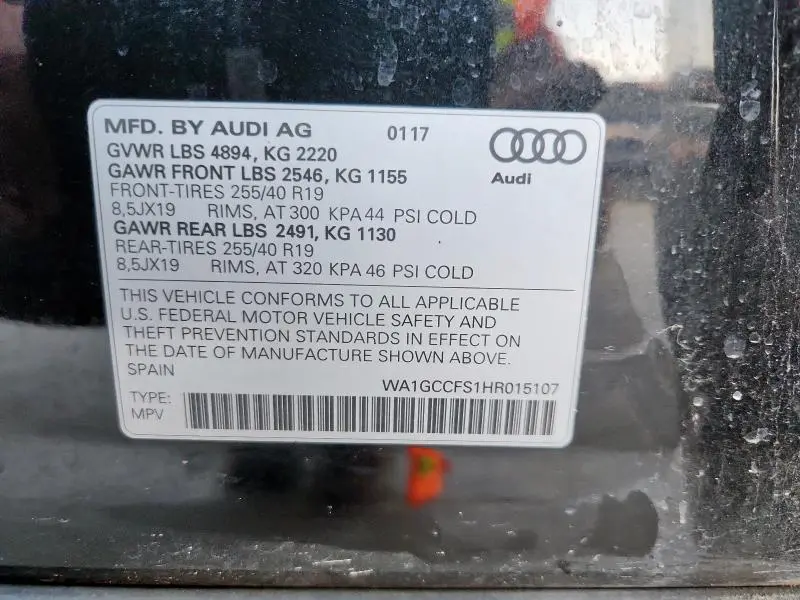 MFD. BY AUDI AG 0117
Audi
GVWR LBS 4894, KG 2220
GAWR FRONT LBS 2546, KG 1155
FRONT-TIRES 255/40 R19
8,5JX19 RIMS, AT 300 KPA 44 PSI COLD
GAWR REAR LBS 2491, KG 1130
REAR-TIRES 255/40 R19
8,5JX19 RIMS, AT 320 KPA 46 PSI COLD
THIS VEHICLE CONFORMS TO ALL APPLICABLE
U.S. FEDERAL MOTOR VEHICLE SAFETY AND
THEFT PREVENTION STANDARDS IN EFFECT ON
THE DATE OF MANUFACTURE SHOWN ABOVE.
SPAIN
WA1GCCFS1HR015107
TYPE:
MPV